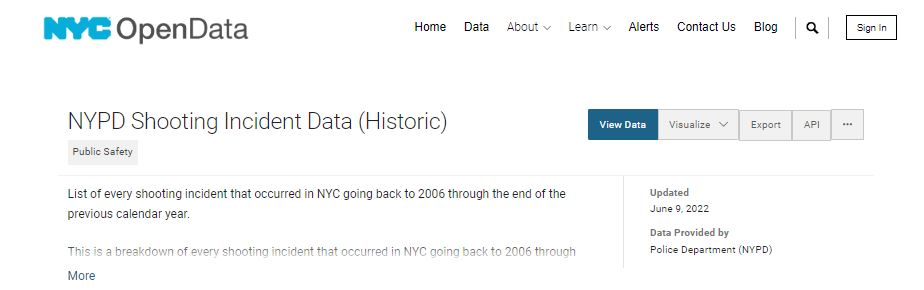 NYC OpenData
Home Data About Learn Alerts Contact Us Blog Sign In
NYPD Shooting Incident Data (Historic)
View Data Visualize Export API ...
Public Safety
List of every shooting incident that occurred in NYC going back to 2006 through the end of the
previous calendar year.
Updated
June 9, 2022
This is a breakdown of every shooting incident that occurred in NYC going back to 2006 through
More
Data Provided by
Police Department (NYPD)